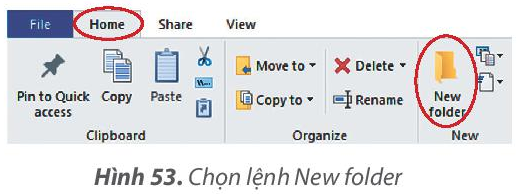 File Home Share View
Pin to Quick access
Copy
Paste
Clipboard
Move to
Copy to
Delete
Rename
Organize
New folder
New
Hình 53. Chọn lệnh New folder